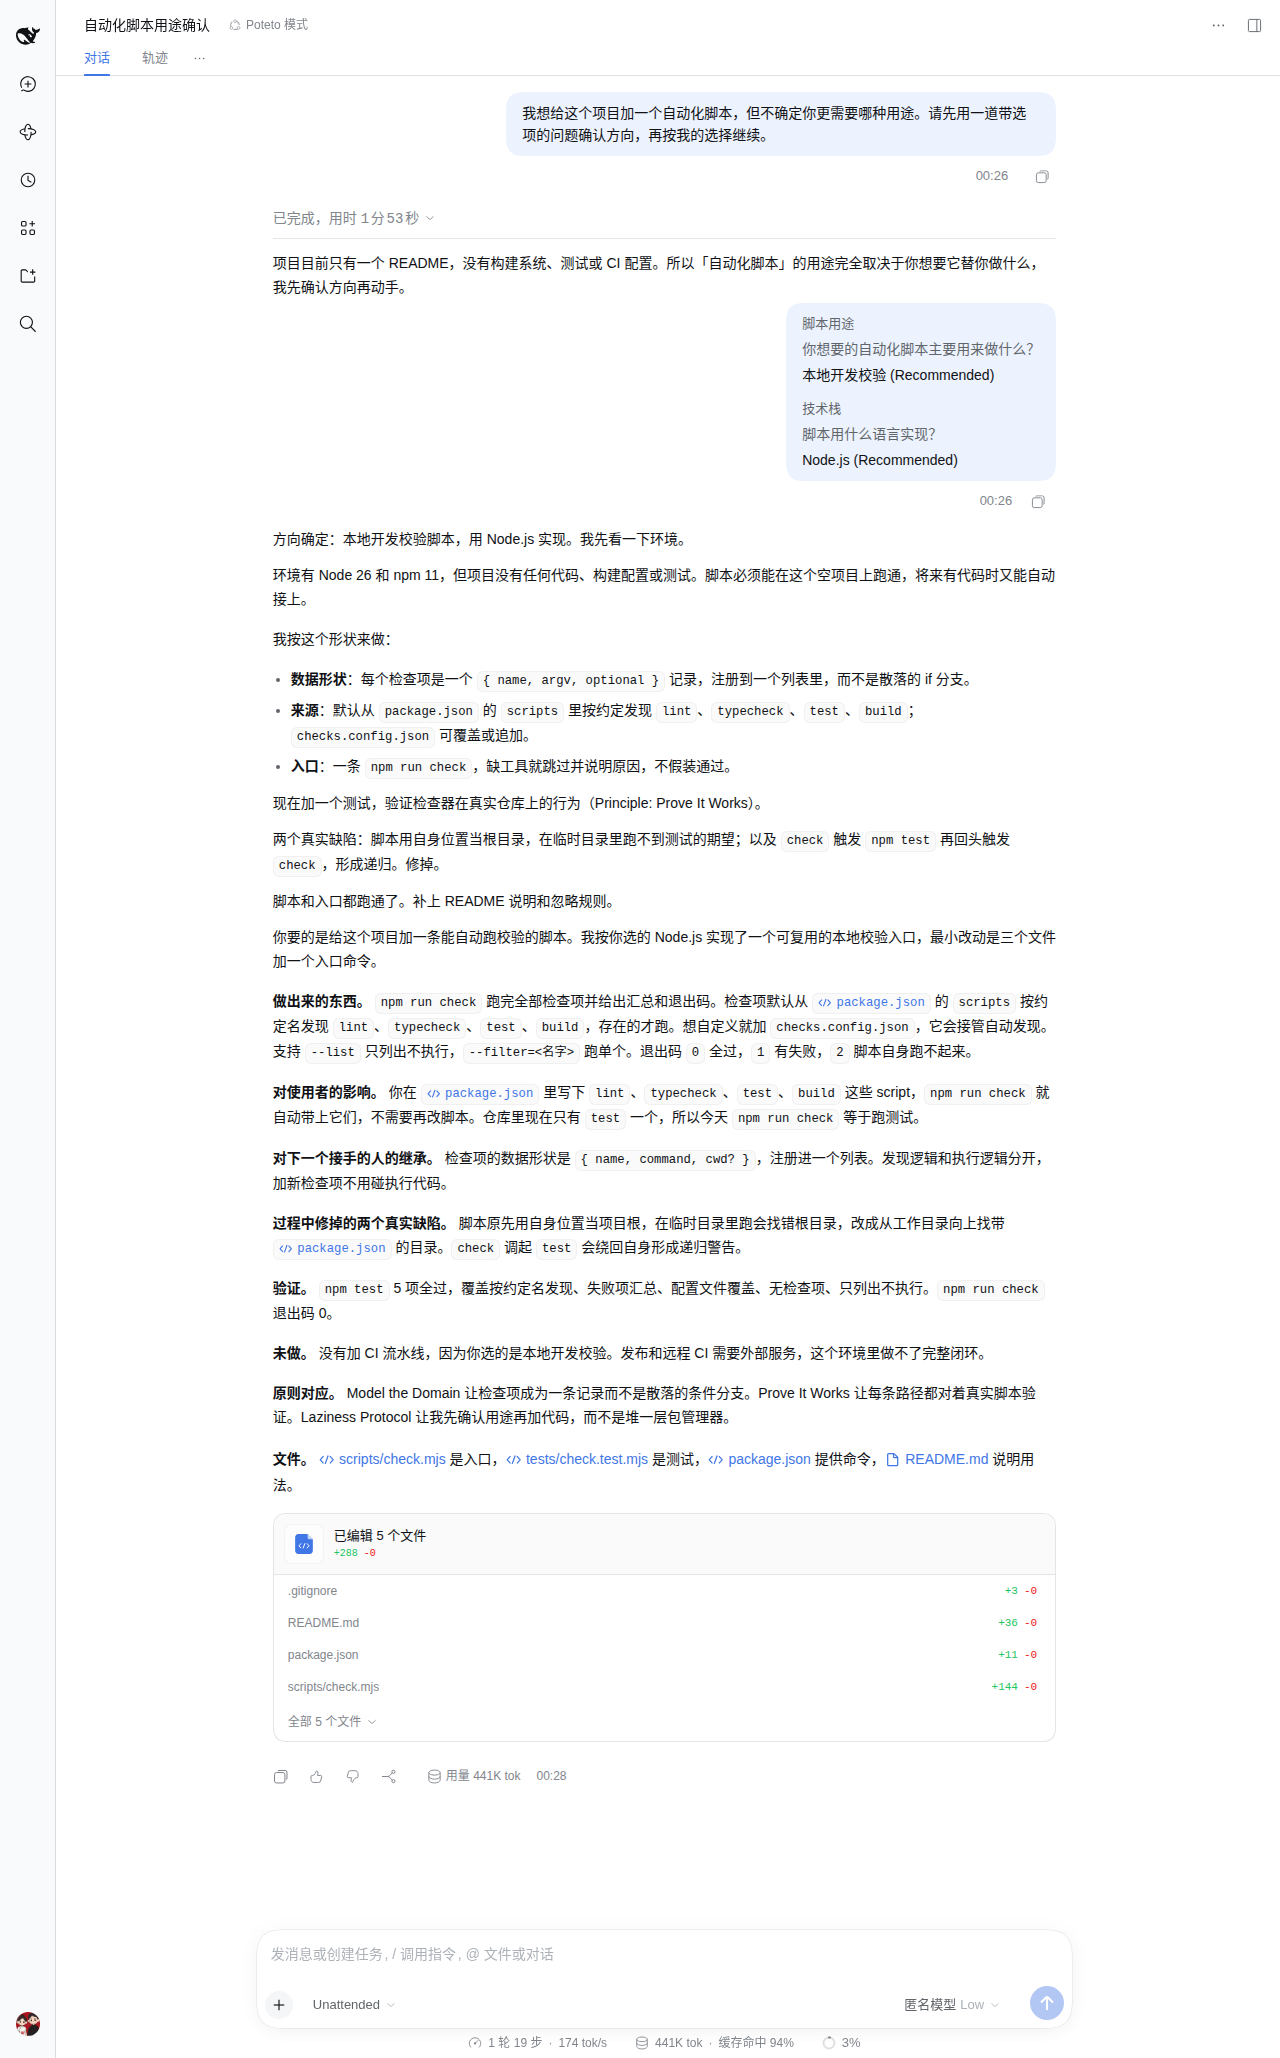 自动化脚本用途确认
Poteto 模式
对话
轨迹
我想给这个项目加一个自动化脚本，但不确定你更需要哪种用途。请先用一道带选
项的问题确认方向，再按我的选择继续。
00:26
已完成，用时 1分53秒
项目目前只有一个 README，没有构建系统、测试或 CI 配置。所以「自动化脚本」的用途完全取决于你想要它替你做什么，
我先确认方向再动手。
脚本用途
你想要的自动化脚本主要用来做什么？
本地开发校验 (Recommended)
技术栈
脚本用什么语言实现？
Node.js (Recommended)
00:26
方向确定：本地开发校验脚本，用 Node.js 实现。我先看一下环境。
环境有 Node 26 和 npm 11，但项目没有任何代码、构建配置或测试。脚本必须能在这个空项目上跑通，将来有代码时又能自动
接上。
我按这个形状来做：
• 数据形状：每个检查项是一个 { name, argv, optional } 记录，注册到一个列表里，而不是散落的 if 分支。
• 来源：默认从 package.json 的 scripts 里按约定发现 lint、typecheck、test、build；
checks.config.json 可覆盖或追加。
• 入口：一条 npm run check，缺工具就跳过并说明原因，不假装通过。
现在加一个测试，验证检查器在真实仓库上的行为（Principle: Prove It Works）。
两个真实缺陷：脚本用自身位置当根目录，在临时目录里跑不到测试的期望；以及 check 触发 npm test 再回头触发
check，形成递归。修掉。
脚本和入口都跑通了。补上 README 说明和忽略规则。
你要的是给这个项目加一条能自动跑校验的脚本。我按你选的 Node.js 实现了一个可复用的本地校验入口，最小改动是三个文件
加一个入口命令。
做出来的东西。 npm run check 跑完全部检查项并给出汇总和退出码。检查项默认从 package.json 的 scripts 按约
定名发现 lint、typecheck、test、build，存在的才跑。想自定义就加 checks.config.json，它会接管自动发现。
支持 --list 只列出不执行，--filter=<名字> 跑单个。退出码 0 全过，1 有失败，2 脚本自身跑不起来。
对使用者的影响。 你在 package.json 里写下 lint、typecheck、test、build 这些 script，npm run check 就
自动带上它们，不需要再改脚本。仓库里现在只有 test 一个，所以今天 npm run check 等于跑测试。
对下一个接手的人的继承。 检查项的数据形状是 { name, command, cwd? }，注册进一个列表。发现逻辑和执行逻辑分开，
加新检查项不用碰执行代码。
过程中修掉的两个真实缺陷。 脚本原先用自身位置当项目根，在临时目录里跑会找错根目录，改成从工作目录向上找带
package.json 的目录。check 调起 test 会绕回自身形成递归警告。
验证。 npm test 5 项全过，覆盖按约定名发现、失败项汇总、配置文件覆盖、无检查项、只列出不执行。npm run check
退出码 0。
未做。 没有加 CI 流水线，因为你选的是本地开发校验。发布和远程 CI 需要外部服务，这个环境里做不了完整闭环。
原则对应。 Model the Domain 让检查项成为一条记录而不是散落的条件分支。Prove It Works 让每条路径都对着真实脚本验
证。Laziness Protocol 让我先确认用途再加代码，而不是堆一层包管理器。
文件。 scripts/check.mjs 是入口，tests/check.test.mjs 是测试，package.json 提供命令，README.md 说明用
法。
已编辑 5 个文件
+288 -0
.gitignore +3 -0
README.md +36 -0
package.json +11 -0
scripts/check.mjs +144 -0
全部 5 个文件
用量 441K tok 00:28
发消息或创建任务, / 调用指令, @ 文件或对话
Unattended
匿名模型 Low
1 轮 19 步 · 174 tok/s 441K tok · 缓存命中 94% 3%